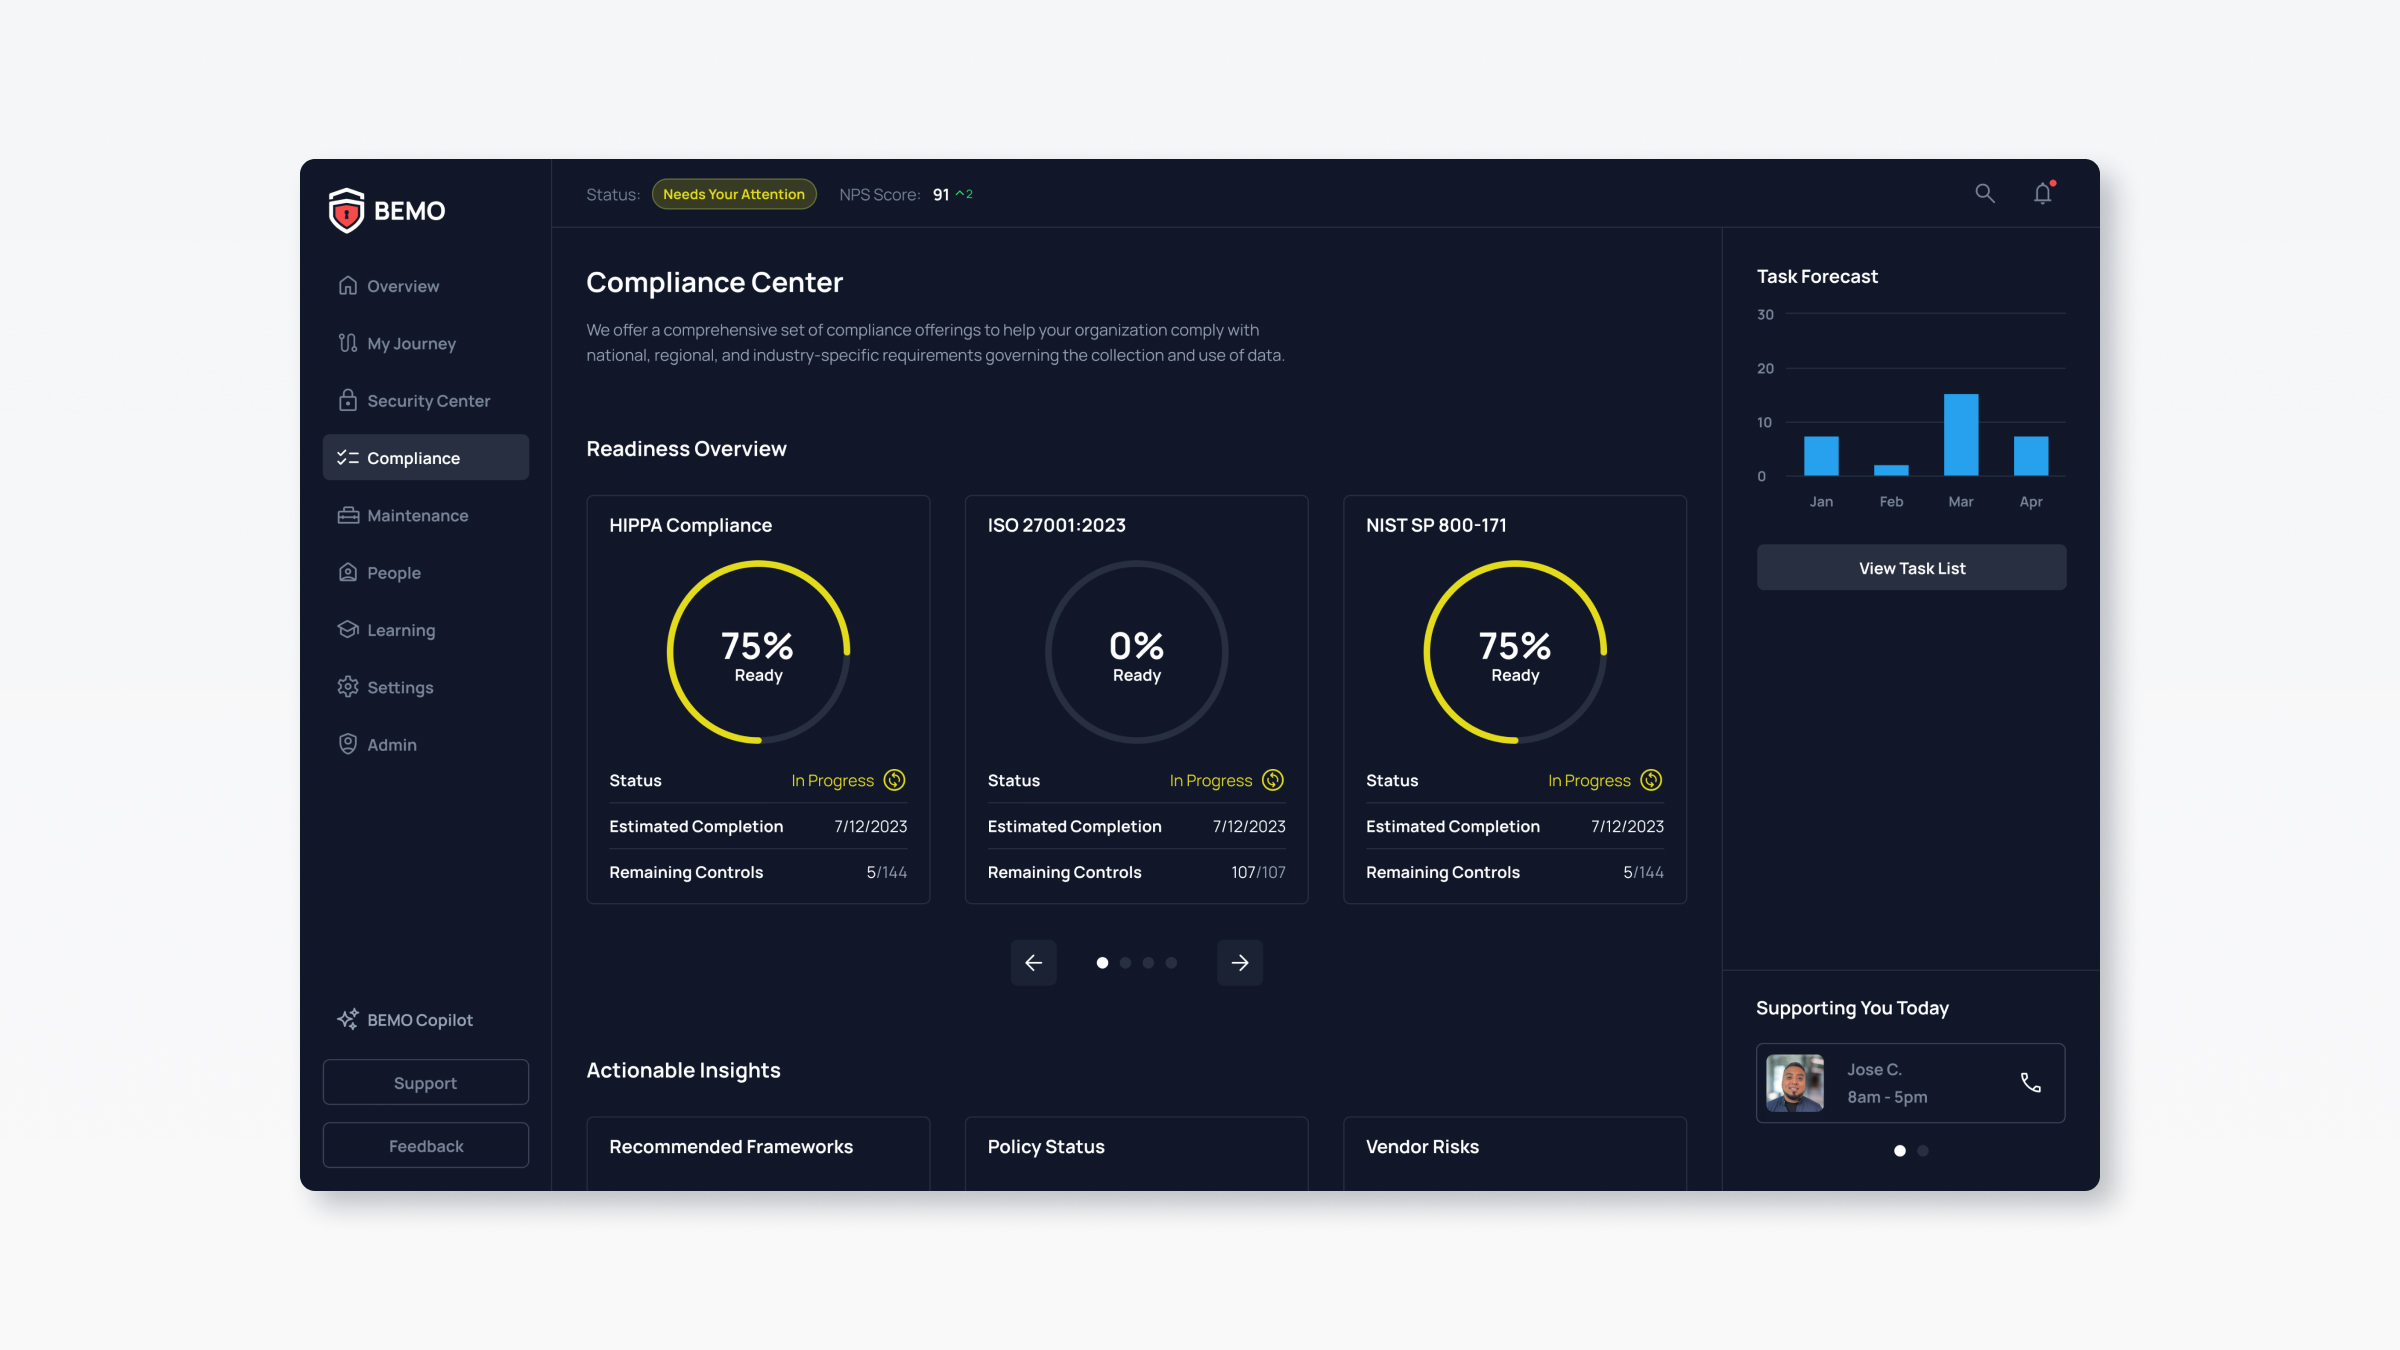 BEMO
Overview
My Journey
Security Center
Compliance
Maintenance
People
Learning
Settings
Admin
BEMO Copilot
Support
Feedback
Status: Needs Your Attention NPS Score: 91 ^2
Compliance Center
We offer a comprehensive set of compliance offerings to help your organization comply with
national, regional, and industry-specific requirements governing the collection and use of data.
Readiness Overview
HIPPA Compliance
75%
Ready
Status In Progress
Estimated Completion 7/12/2023
Remaining Controls 5/144
ISO 27001:2023
0%
Ready
Status In Progress
Estimated Completion 7/12/2023
Remaining Controls 107/107
NIST SP 800-171
75%
Ready
Status In Progress
Estimated Completion 7/12/2023
Remaining Controls 5/144
Actionable Insights
Recommended Frameworks
Policy Status
Vendor Risks
Task Forecast
30
20
10
0
Jan Feb Mar Apr
View Task List
Supporting You Today
Jose C.
8am - 5pm